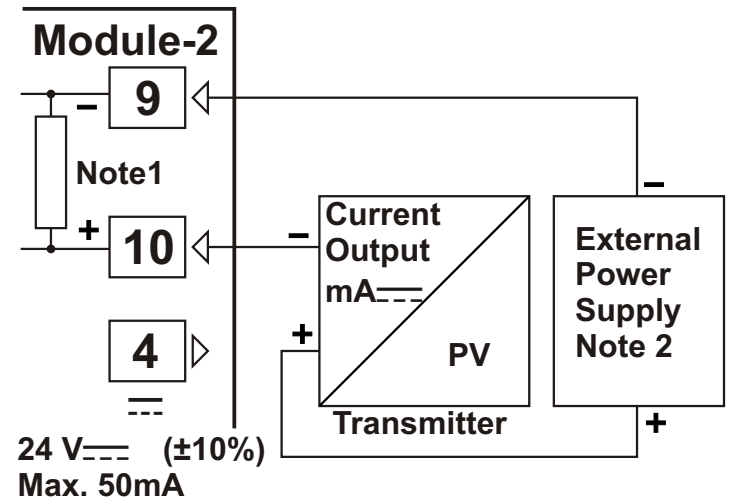 Module-2
9
−
Note1
+
10
4
24 V⎓ (±10%)
Max. 50mA
−
Current
Output
mA⎓
+
PV
Transmitter
−
External
Power
Supply
Note 2
+